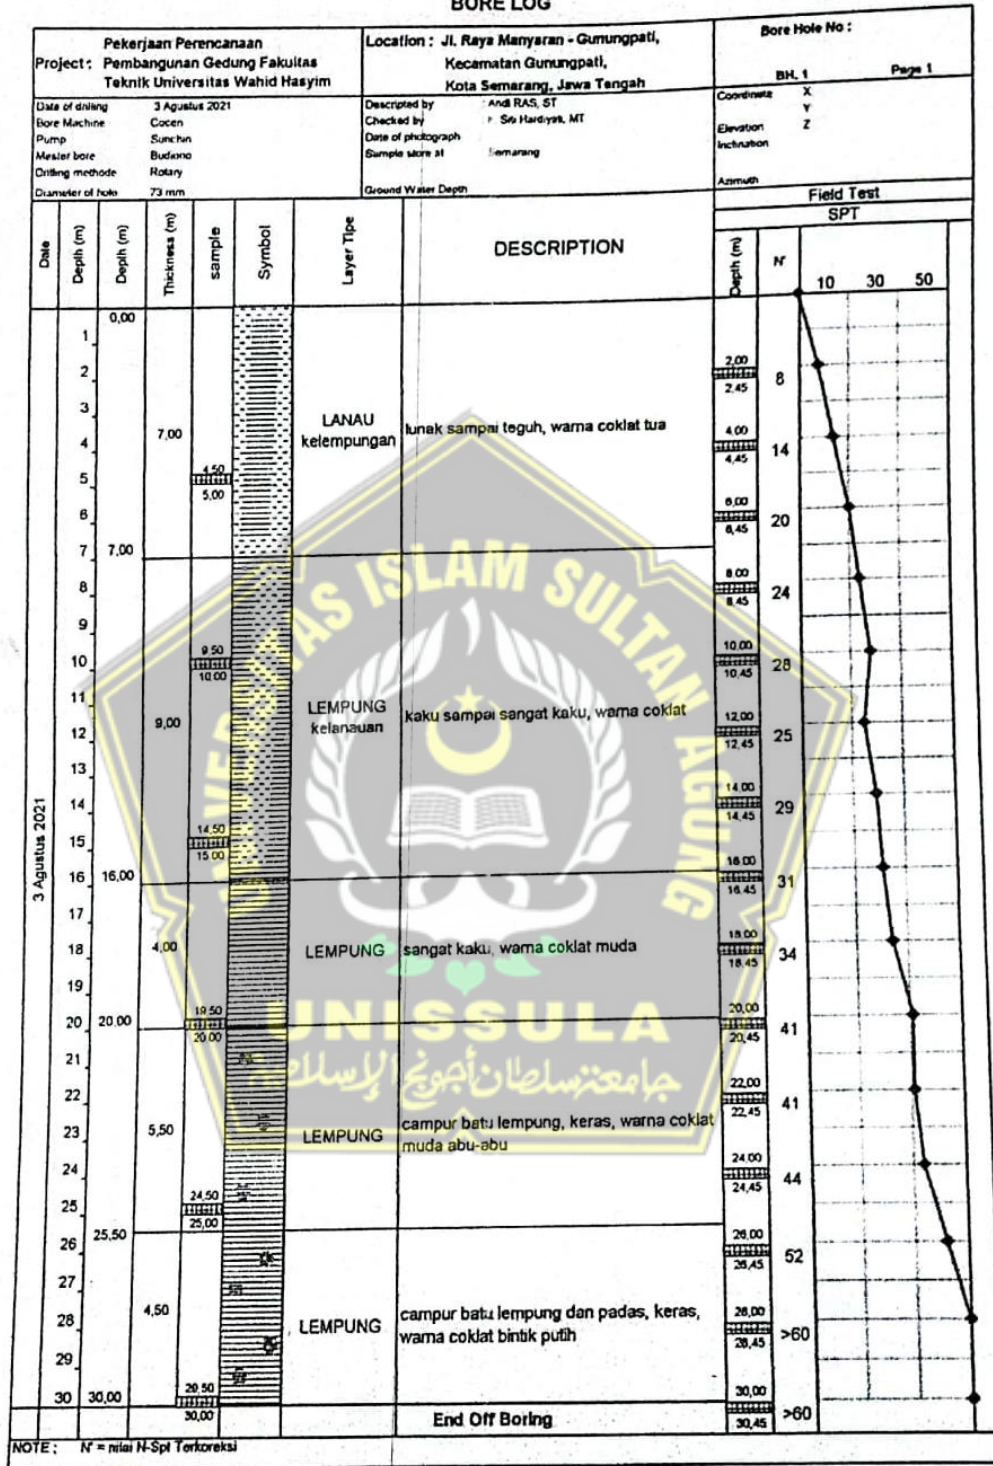 BORE LOG
Project : Pekerjaan Perencanaan
Pembangunan Gedung Fakultas
Teknik Universitas Wahid Hasyim
Location : Jl. Raya Manyaran - Gunungpati,
Kecamatan Gunungpati,
Kota Semarang, Jawa Tengah
Bore Hole No :
BH. 1 Page 1
Date of drilling 3 Agustus 2021
Bore Machine Cocen
Pump Sunchin
Master bore Budiono
Drilling methode Rotary
Diameter of hole 73 mm
Descripted by : Andi RAS, ST
Checked by : Siti Hardiyati, MT
Date of photograph
Sample store at Semarang
Ground Water Depth
Coordinate X
Y
Elevation Z
Inclination
Azimuth
Field Test
SPT
Date
Depth (m)
Depth (m)
Thickness (m)
sample
Symbol
Layer Tipe
DESCRIPTION
Depth (m)
N'
10 30 50
3 Agustus 2021
1
2
3
4
5
6
7
8
9
10
11
12
13
14
15
16
17
18
19
20
21
22
23
24
25
26
27
28
29
30
0,00
7,00
16,00
20,00
25,50
30,00
7,00
9,00
4,00
5,50
4,50
4,50
5,00
9,50
10,00
14,50
15,00
19,50
20,00
24,50
25,00
29,50
30,00
LANAU
kelempungan
lunak sampai teguh, warna coklat tua
LEMPUNG
kelanauan
kaku sampai sangat kaku, warna coklat
LEMPUNG
sangat kaku, warna coklat muda
LEMPUNG
campur batu lempung, keras, warna coklat
muda abu-abu
LEMPUNG
campur batu lempung dan padas, keras,
warna coklat bintik putih
End Off Boring
2,00
2,45
8
4,00
4,45
14
6,00
6,45
20
8,00
8,45
24
10,00
10,45
28
12,00
12,45
25
14,00
14,45
29
16,00
16,45
31
18,00
18,45
34
20,00
20,45
41
22,00
22,45
41
24,00
24,45
44
26,00
26,45
52
28,00
28,45
>60
30,00
30,45
>60
NOTE : N' = nilai N-Spt Terkoreksi
UNIVERSITAS ISLAM SULTAN AGUNG
UNISSULA
جامعة سلطان أجونج الإسلامية